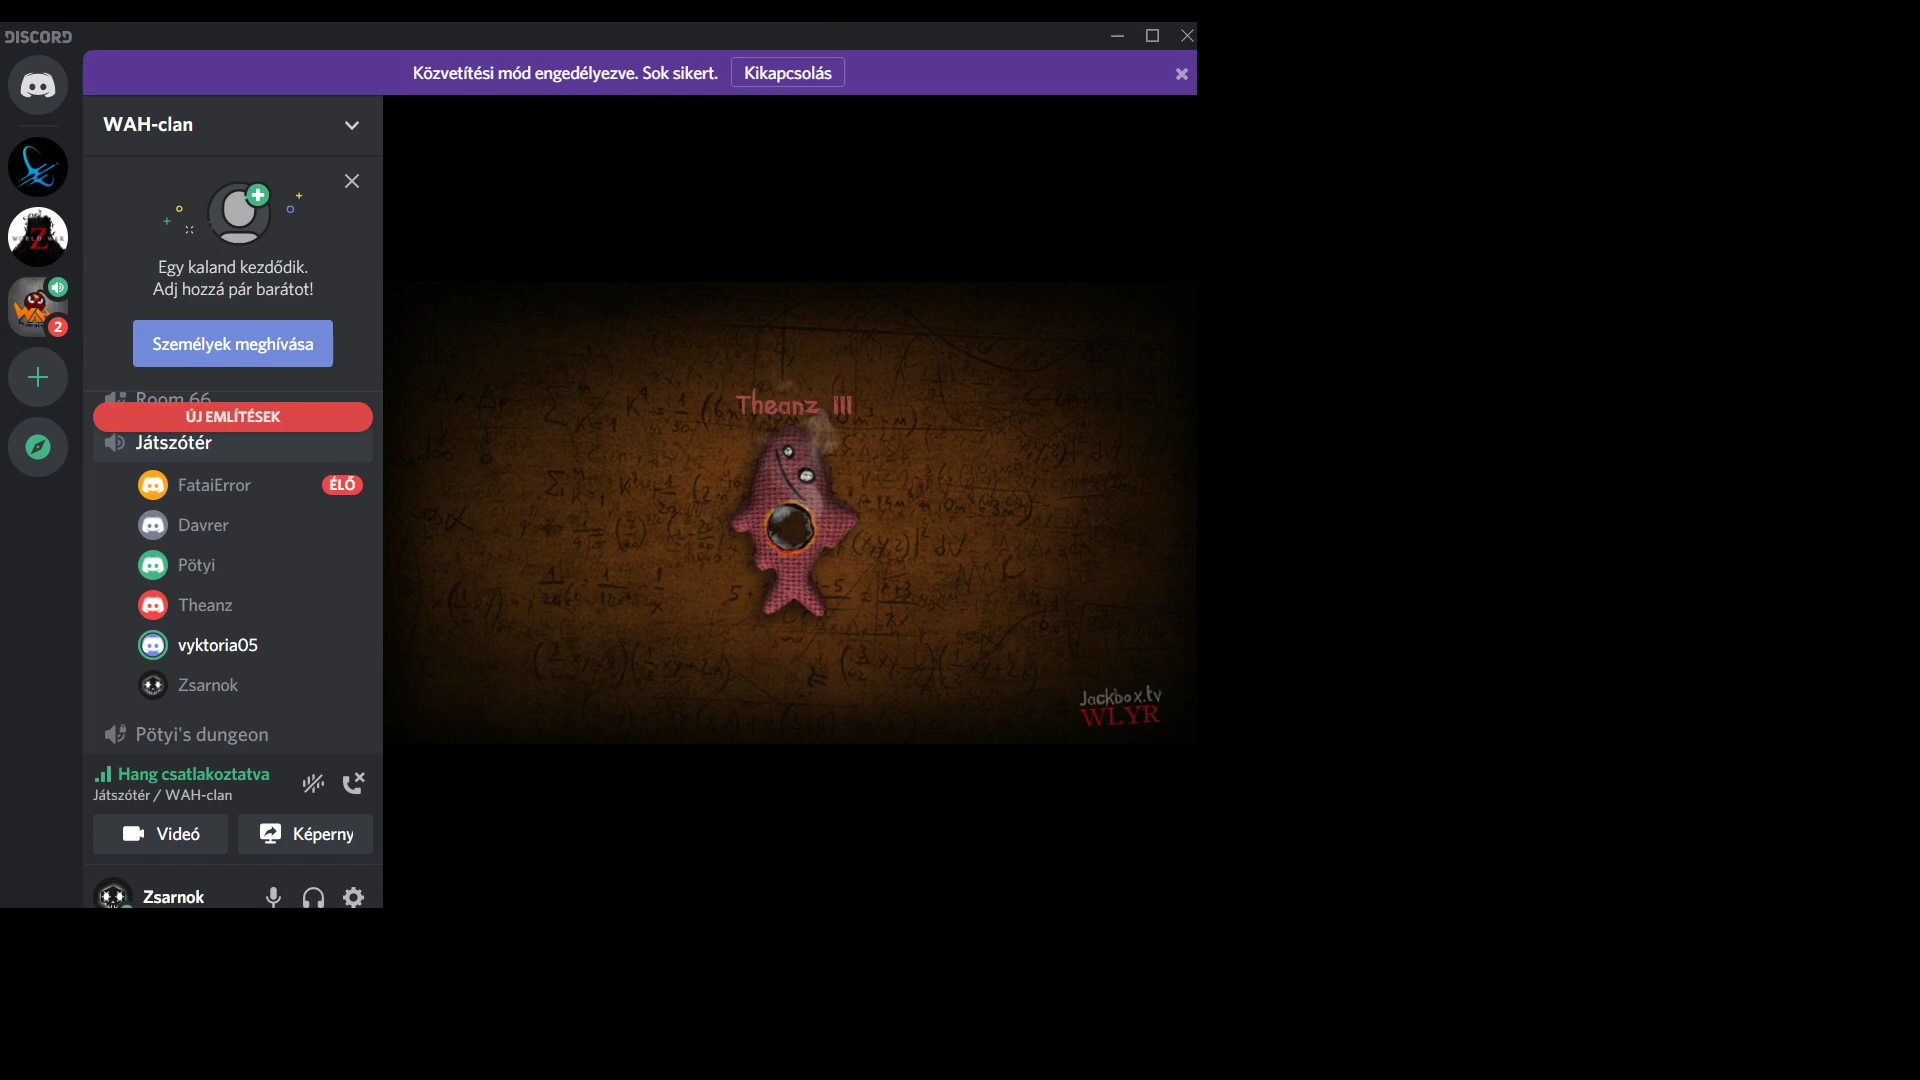 DISCORD
Közvetítési mód engedélyezve. Sok sikert.
Kikapcsolás
WAH-clan
Egy kaland kezdődik.
Adj hozzá pár barátot!
Személyek meghívása
2
Room 66
ÚJ EMLÍTÉSEK
Játszótér
FataiError
ÉLŐ
Davrer
Pötyi
Theanz
vyktoria05
Zsarnok
Pötyi's dungeon
Hang csatlakoztatva
Játszótér / WAH-clan
Videó
Képerny
Zsarnok
Theanz III
Jackbox.tv
WLYR